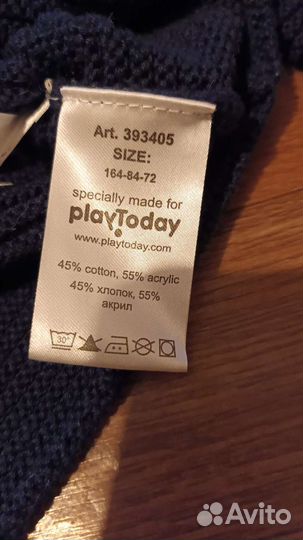 Art. 393405
SIZE:
164-84-72
specially made for
playToday
www.playtoday.com
45% cotton, 55% acrylic
45% хлопок, 55%
акрил
30°
Avito